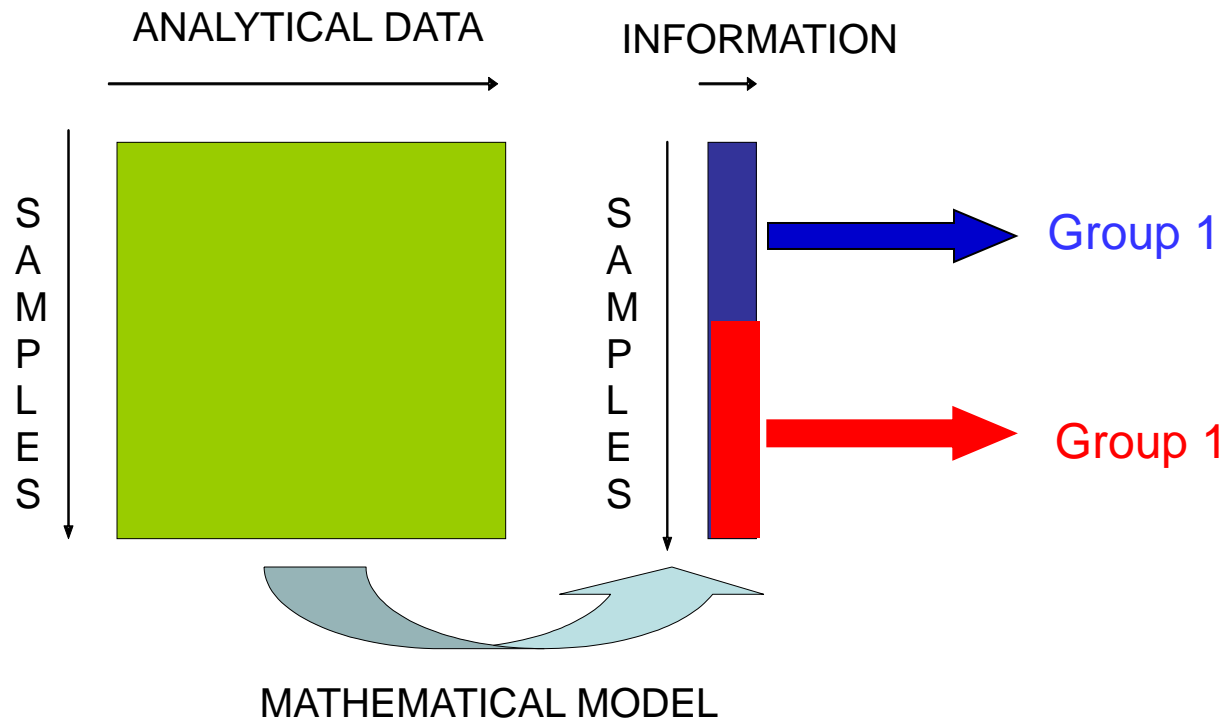 ANALYTICAL DATA
INFORMATION
SAMPLES
SAMPLES
Group 1
Group 1
MATHEMATICAL MODEL